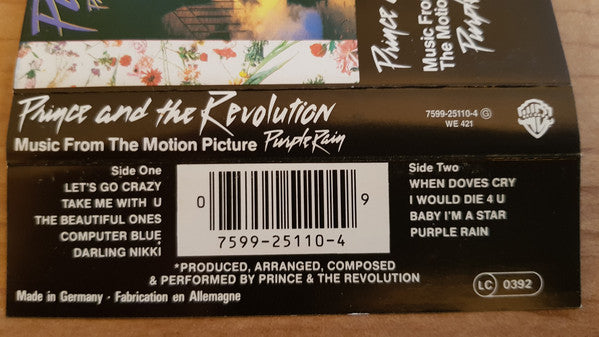 Prince
Music From
The Motion
Purple
Prince and the Revolution
Music From The Motion Picture Purple Rain
7599-25110-4 G
WE 421
Side One
LET'S GO CRAZY
TAKE ME WITH U
THE BEAUTIFUL ONES
COMPUTER BLUE*
DARLING NIKKI
0 9
7599-25110-4
Side Two
WHEN DOVES CRY
I WOULD DIE 4 U
BABY I'M A STAR
PURPLE RAIN
*PRODUCED, ARRANGED, COMPOSED
& PERFORMED BY PRINCE & THE REVOLUTION
Made in Germany · Fabrication en Allemagne
LC 0392